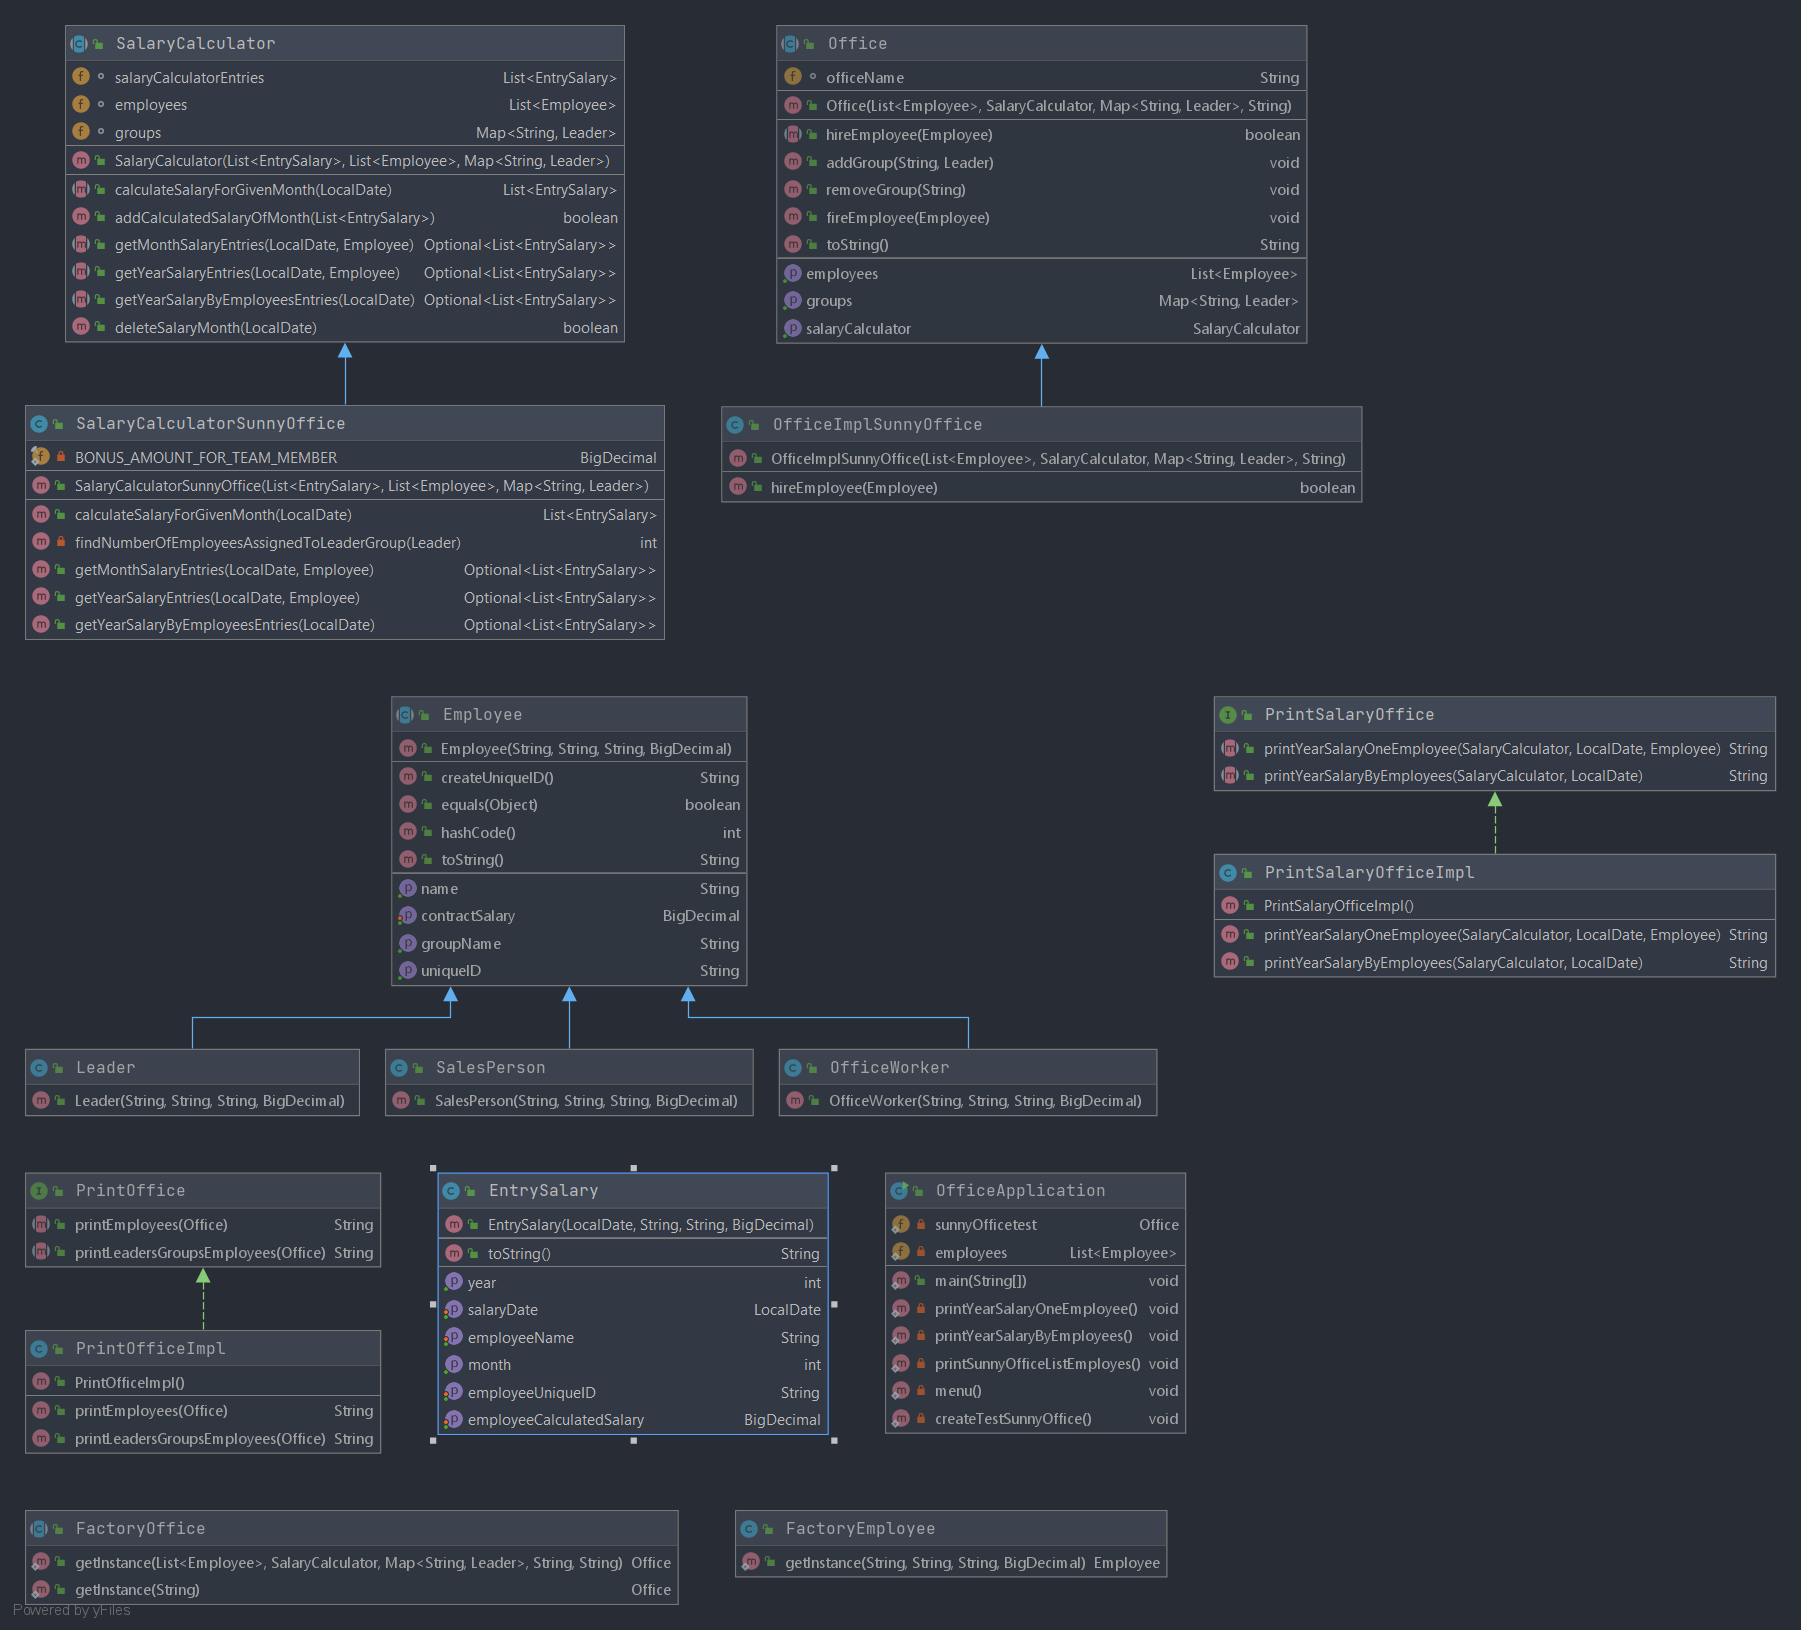 SalaryCalculator
salaryCalculatorEntries List<EntrySalary>
employees List<Employee>
groups Map<String, Leader>
SalaryCalculator(List<EntrySalary>, List<Employee>, Map<String, Leader>)
calculateSalaryForGivenMonth(LocalDate) List<EntrySalary>
addCalculatedSalaryOfMonth(List<EntrySalary>) boolean
getMonthSalaryEntries(LocalDate, Employee) Optional<List<EntrySalary>>
getYearSalaryEntries(LocalDate, Employee) Optional<List<EntrySalary>>
getYearSalaryByEmployeesEntries(LocalDate) Optional<List<EntrySalary>>
deleteSalaryMonth(LocalDate) boolean
Office
officeName String
Office(List<Employee>, SalaryCalculator, Map<String, Leader>, String)
hireEmployee(Employee) boolean
addGroup(String, Leader) void
removeGroup(String) void
fireEmployee(Employee) void
toString() String
employees List<Employee>
groups Map<String, Leader>
salaryCalculator SalaryCalculator
SalaryCalculatorSunnyOffice
BONUS_AMOUNT_FOR_TEAM_MEMBER BigDecimal
SalaryCalculatorSunnyOffice(List<EntrySalary>, List<Employee>, Map<String, Leader>)
calculateSalaryForGivenMonth(LocalDate) List<EntrySalary>
findNumberOfEmployeesAssignedToLeaderGroup(Leader) int
getMonthSalaryEntries(LocalDate, Employee) Optional<List<EntrySalary>>
getYearSalaryEntries(LocalDate, Employee) Optional<List<EntrySalary>>
getYearSalaryByEmployeesEntries(LocalDate) Optional<List<EntrySalary>>
OfficeImplSunnyOffice
OfficeImplSunnyOffice(List<Employee>, SalaryCalculator, Map<String, Leader>, String)
hireEmployee(Employee) boolean
Employee
Employee(String, String, String, BigDecimal)
createUniqueID() String
equals(Object) boolean
hashCode() int
toString() String
name String
contractSalary BigDecimal
groupName String
uniqueID String
PrintSalaryOffice
printYearSalaryOneEmployee(SalaryCalculator, LocalDate, Employee) String
printYearSalaryByEmployees(SalaryCalculator, LocalDate) String
PrintSalaryOfficeImpl
PrintSalaryOfficeImpl()
printYearSalaryOneEmployee(SalaryCalculator, LocalDate, Employee) String
printYearSalaryByEmployees(SalaryCalculator, LocalDate) String
Leader
Leader(String, String, String, BigDecimal)
SalesPerson
SalesPerson(String, String, String, BigDecimal)
OfficeWorker
OfficeWorker(String, String, String, BigDecimal)
PrintOffice
printEmployees(Office) String
printLeadersGroupsEmployees(Office) String
PrintOfficeImpl
PrintOfficeImpl()
printEmployees(Office) String
printLeadersGroupsEmployees(Office) String
EntrySalary
EntrySalary(LocalDate, String, String, BigDecimal)
toString() String
year int
salaryDate LocalDate
employeeName String
month int
employeeUniqueID String
employeeCalculatedSalary BigDecimal
OfficeApplication
sunnyOfficetest Office
employees List<Employee>
main(String[]) void
printYearSalaryOneEmployee() void
printYearSalaryByEmployees() void
printSunnyOfficeListEmployes() void
menu() void
createTestSunnyOffice() void
FactoryOffice
getInstance(List<Employee>, SalaryCalculator, Map<String, Leader>, String, String) Office
getInstance(String) Office
FactoryEmployee
getInstance(String, String, String, BigDecimal) Employee
Powered by yFiles